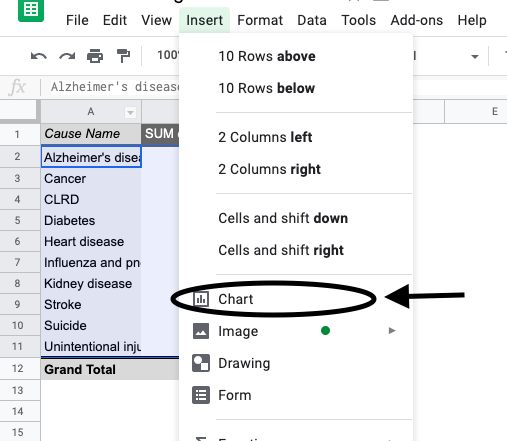 File Edit View Insert Format Data Tools Add-ons Help
100
fx Alzheimer's disease
A E
1 Cause Name SUM
2 Alzheimer's disea
3 Cancer
4 CLRD
5 Diabetes
6 Heart disease
7 Influenza and pn
8 Kidney disease
9 Stroke
10 Suicide
11 Unintentional inju
12 Grand Total
13
14
15
10 Rows above
10 Rows below
2 Columns left
2 Columns right
Cells and shift down
Cells and shift right
Chart
Image
Drawing
Form